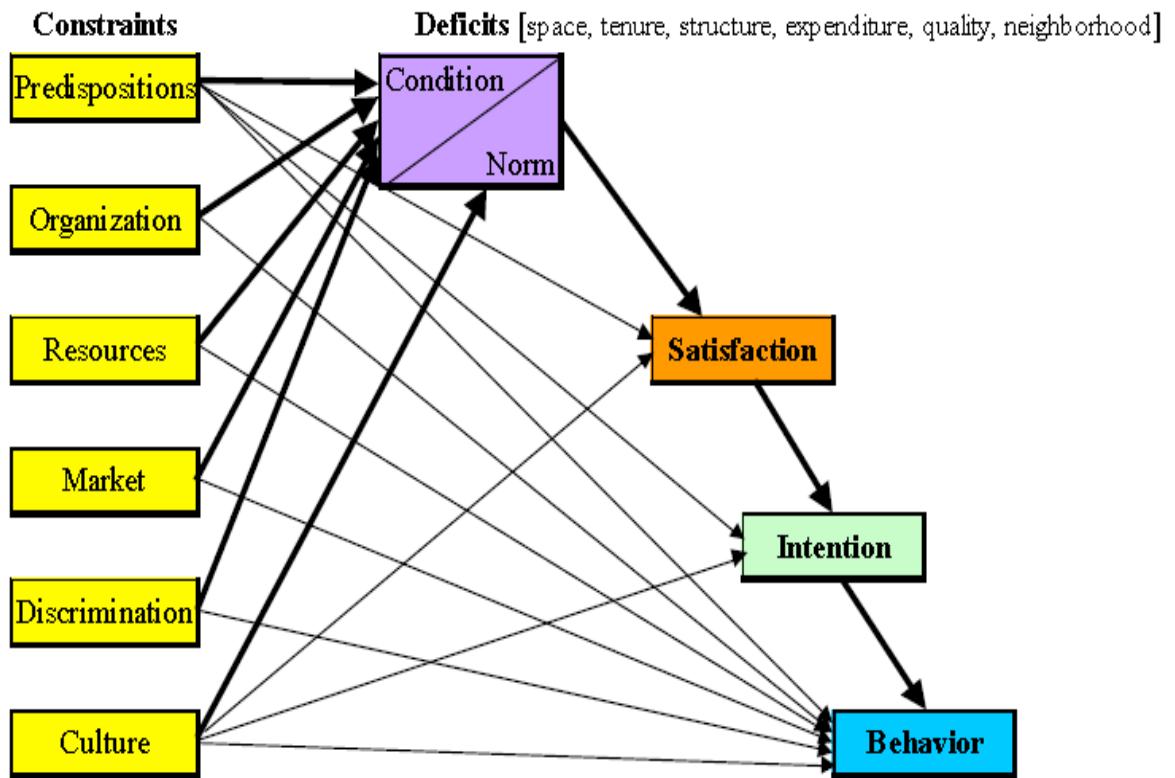 Constraints
Deficits [space, tenure, structure, expenditure, quality, neighborhood]
Predispositions
Condition
Norm
Organization
Resources
Satisfaction
Market
Intention
Discrimination
Culture
Behavior